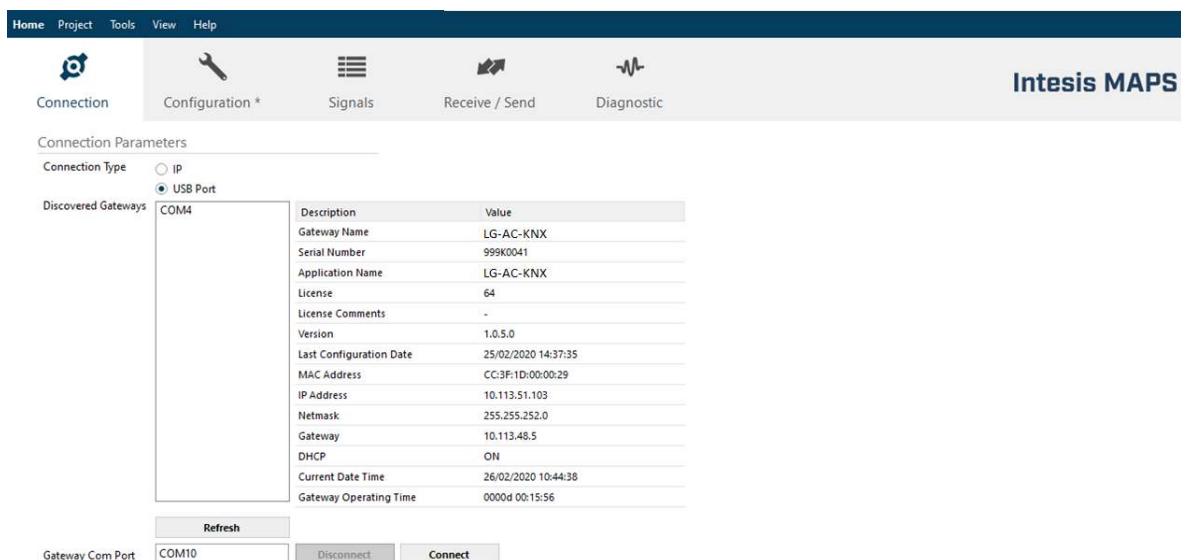 Home Project Tools View Help
Connection
Configuration *
Signals
Receive / Send
Diagnostic
Intesis MAPS
Connection Parameters
Connection Type
IP
USB Port
Discovered Gateways
COM4
Description Value
Gateway Name LG-AC-KNX
Serial Number 999K0041
Application Name LG-AC-KNX
License 64
License Comments -
Version 1.0.5.0
Last Configuration Date 25/02/2020 14:37:35
MAC Address CC:3F:1D:00:00:29
IP Address 10.113.51.103
Netmask 255.255.252.0
Gateway 10.113.48.5
DHCP ON
Current Date Time 26/02/2020 10:44:38
Gateway Operating Time 0000d 00:15:56
Refresh
Gateway Com Port COM10 Disconnect Connect